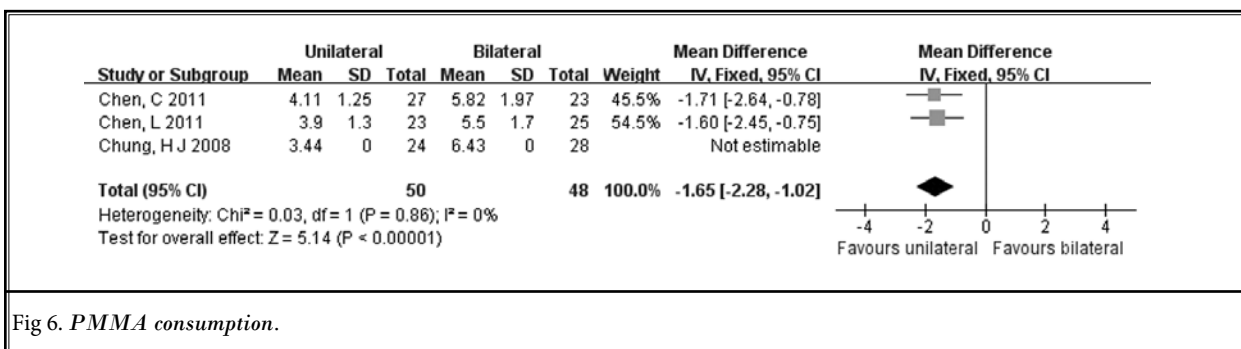 Unilateral Bilateral Mean Difference Mean Difference
Study or Subgroup Mean SD Total Mean SD Total Weight IV, Fixed, 95% CI IV, Fixed, 95% CI
Chen, C 2011 4.11 1.25 27 5.82 1.97 23 45.5% -1.71 [-2.64, -0.78]
Chen, L 2011 3.9 1.3 23 5.5 1.7 25 54.5% -1.60 [-2.45, -0.75]
Chung, H J 2008 3.44 0 24 6.43 0 28 Not estimable
Total (95% CI) 50 48 100.0% -1.65 [-2.28, -1.02]
Heterogeneity: Chi² = 0.03, df = 1 (P = 0.86); I² = 0%
Test for overall effect: Z = 5.14 (P < 0.00001)
-4 -2 0 2 4
Favours unilateral Favours bilateral
Fig 6. PMMA consumption.